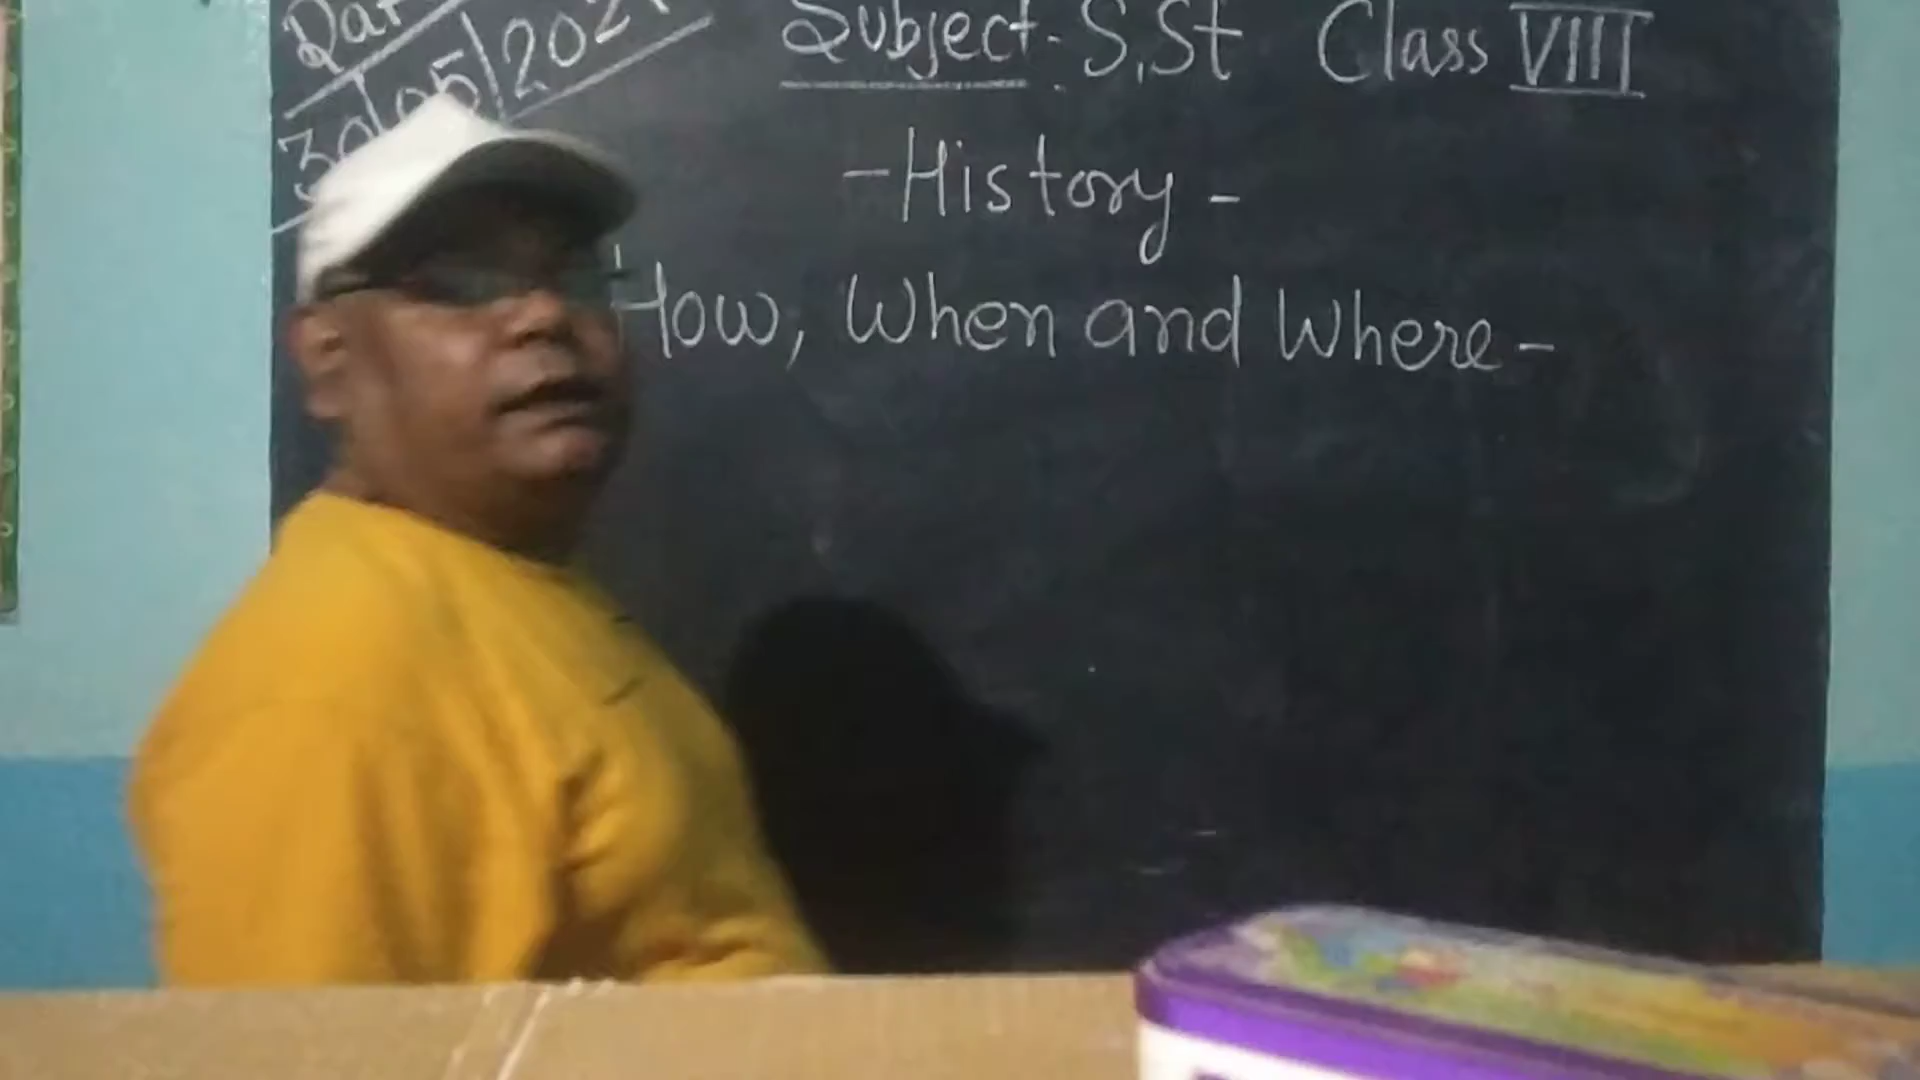 Subject:- S.St Class VIII
-History-
How, When and Where-